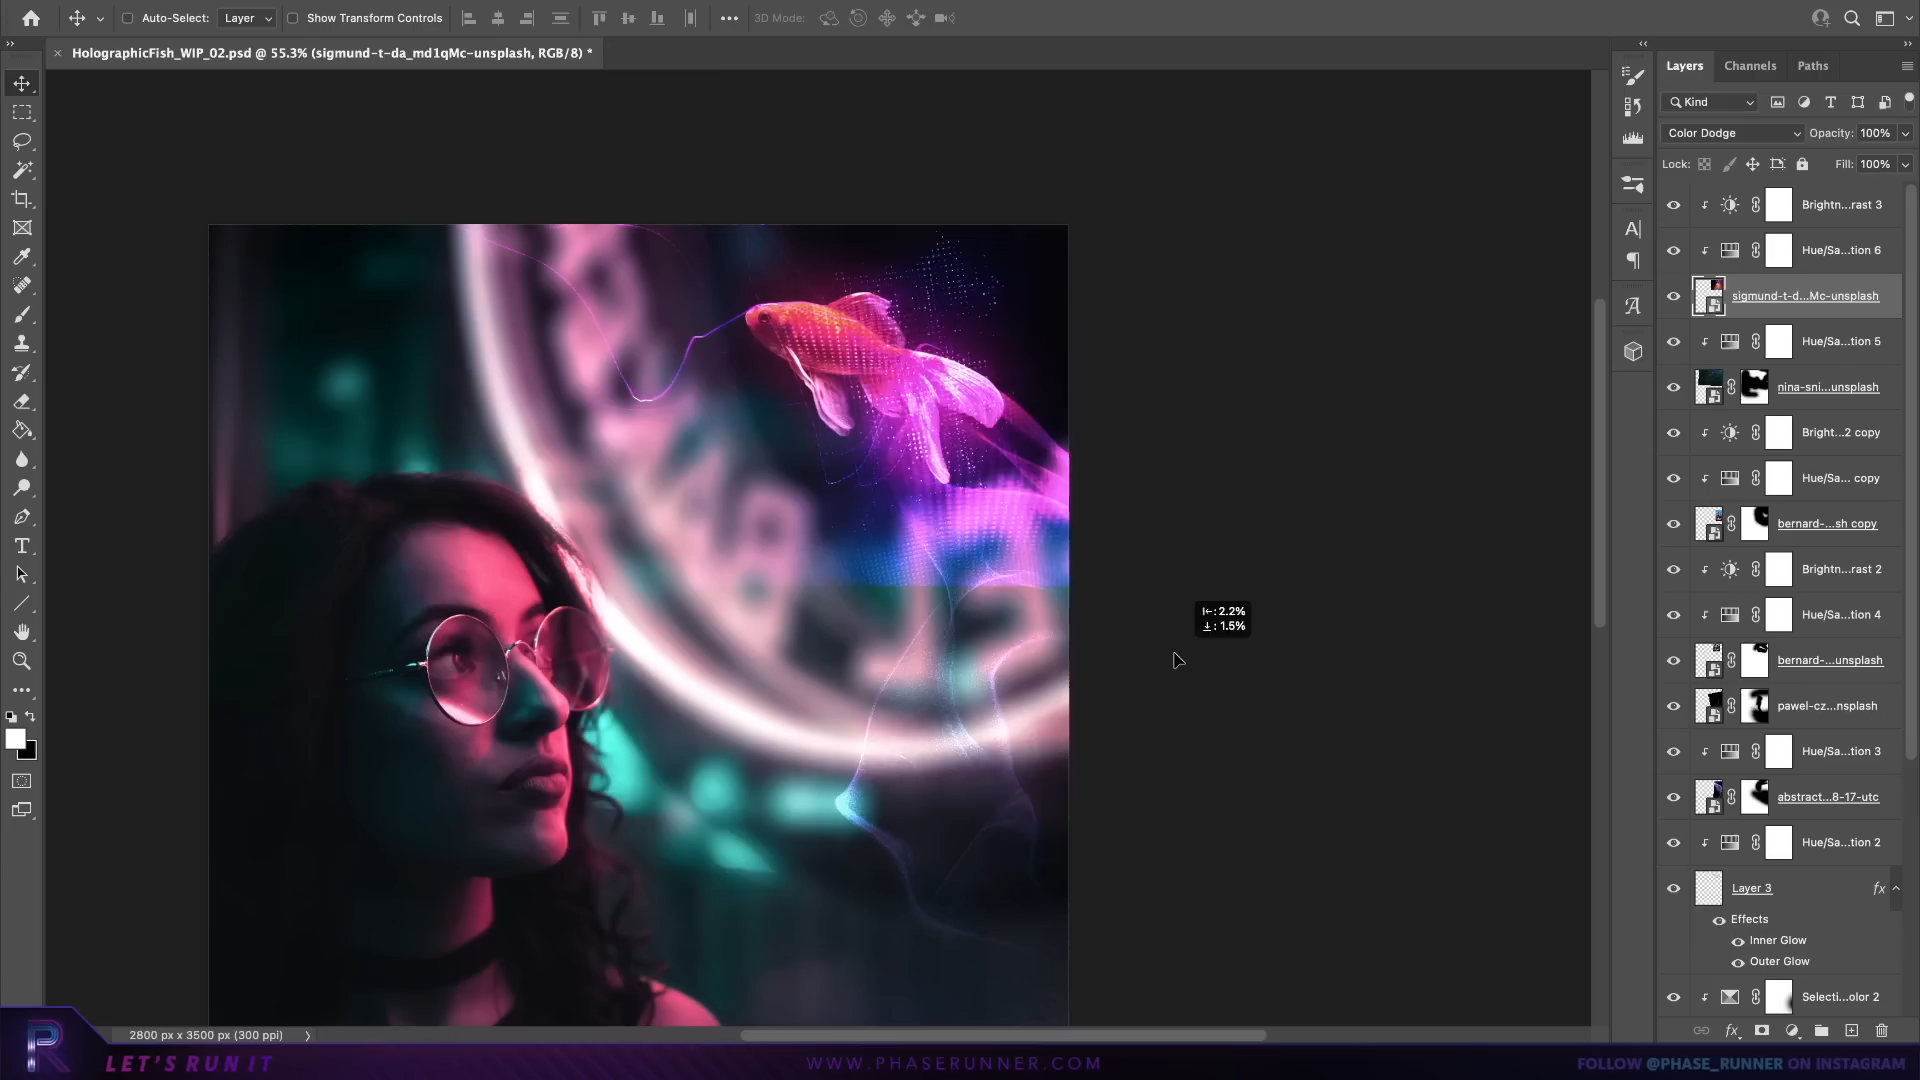 Auto-Select: Layer Show Transform Controls 3D Mode:
HolographicFish_WIP_02.psd @ 55.3% (sigmund-t-da_md1qMc-unsplash, RGB/8) *
Layers Channels Paths
Kind
Color Dodge Opacity: 100%
Lock: Fill: 100%
Brightn...rast 3
Hue/Sa...tion 6
sigmund-t-d...Mc-unsplash
Hue/Sa...tion 5
nina-sni...unsplash
Bright...2 copy
Hue/Sa... copy
bernard-...sh copy
Brightn...rast 2
Hue/Sa...tion 4
bernard-...unsplash
pawel-cz...nsplash
Hue/Sa...tion 3
abstract...8-17-utc
Hue/Sa...tion 2
Layer 3 fx
Effects
Inner Glow
Outer Glow
Selecti...olor 2
: 2.2%
: 1.5%
2800 px x 3500 px (300 ppi)
R LET'S RUN IT
WWW.PHASERUNNER.COM
FOLLOW @PHASE_RUNNER ON INSTAGRAM